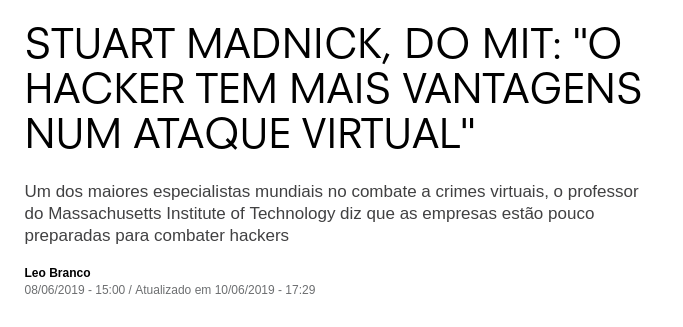 STUART MADNICK, DO MIT: "O
HACKER TEM MAIS VANTAGENS
NUM ATAQUE VIRTUAL"
Um dos maiores especialistas mundiais no combate a crimes virtuais, o professor
do Massachusetts Institute of Technology diz que as empresas estão pouco
preparadas para combater hackers
Leo Branco
08/06/2019 - 15:00 / Atualizado em 10/06/2019 - 17:29